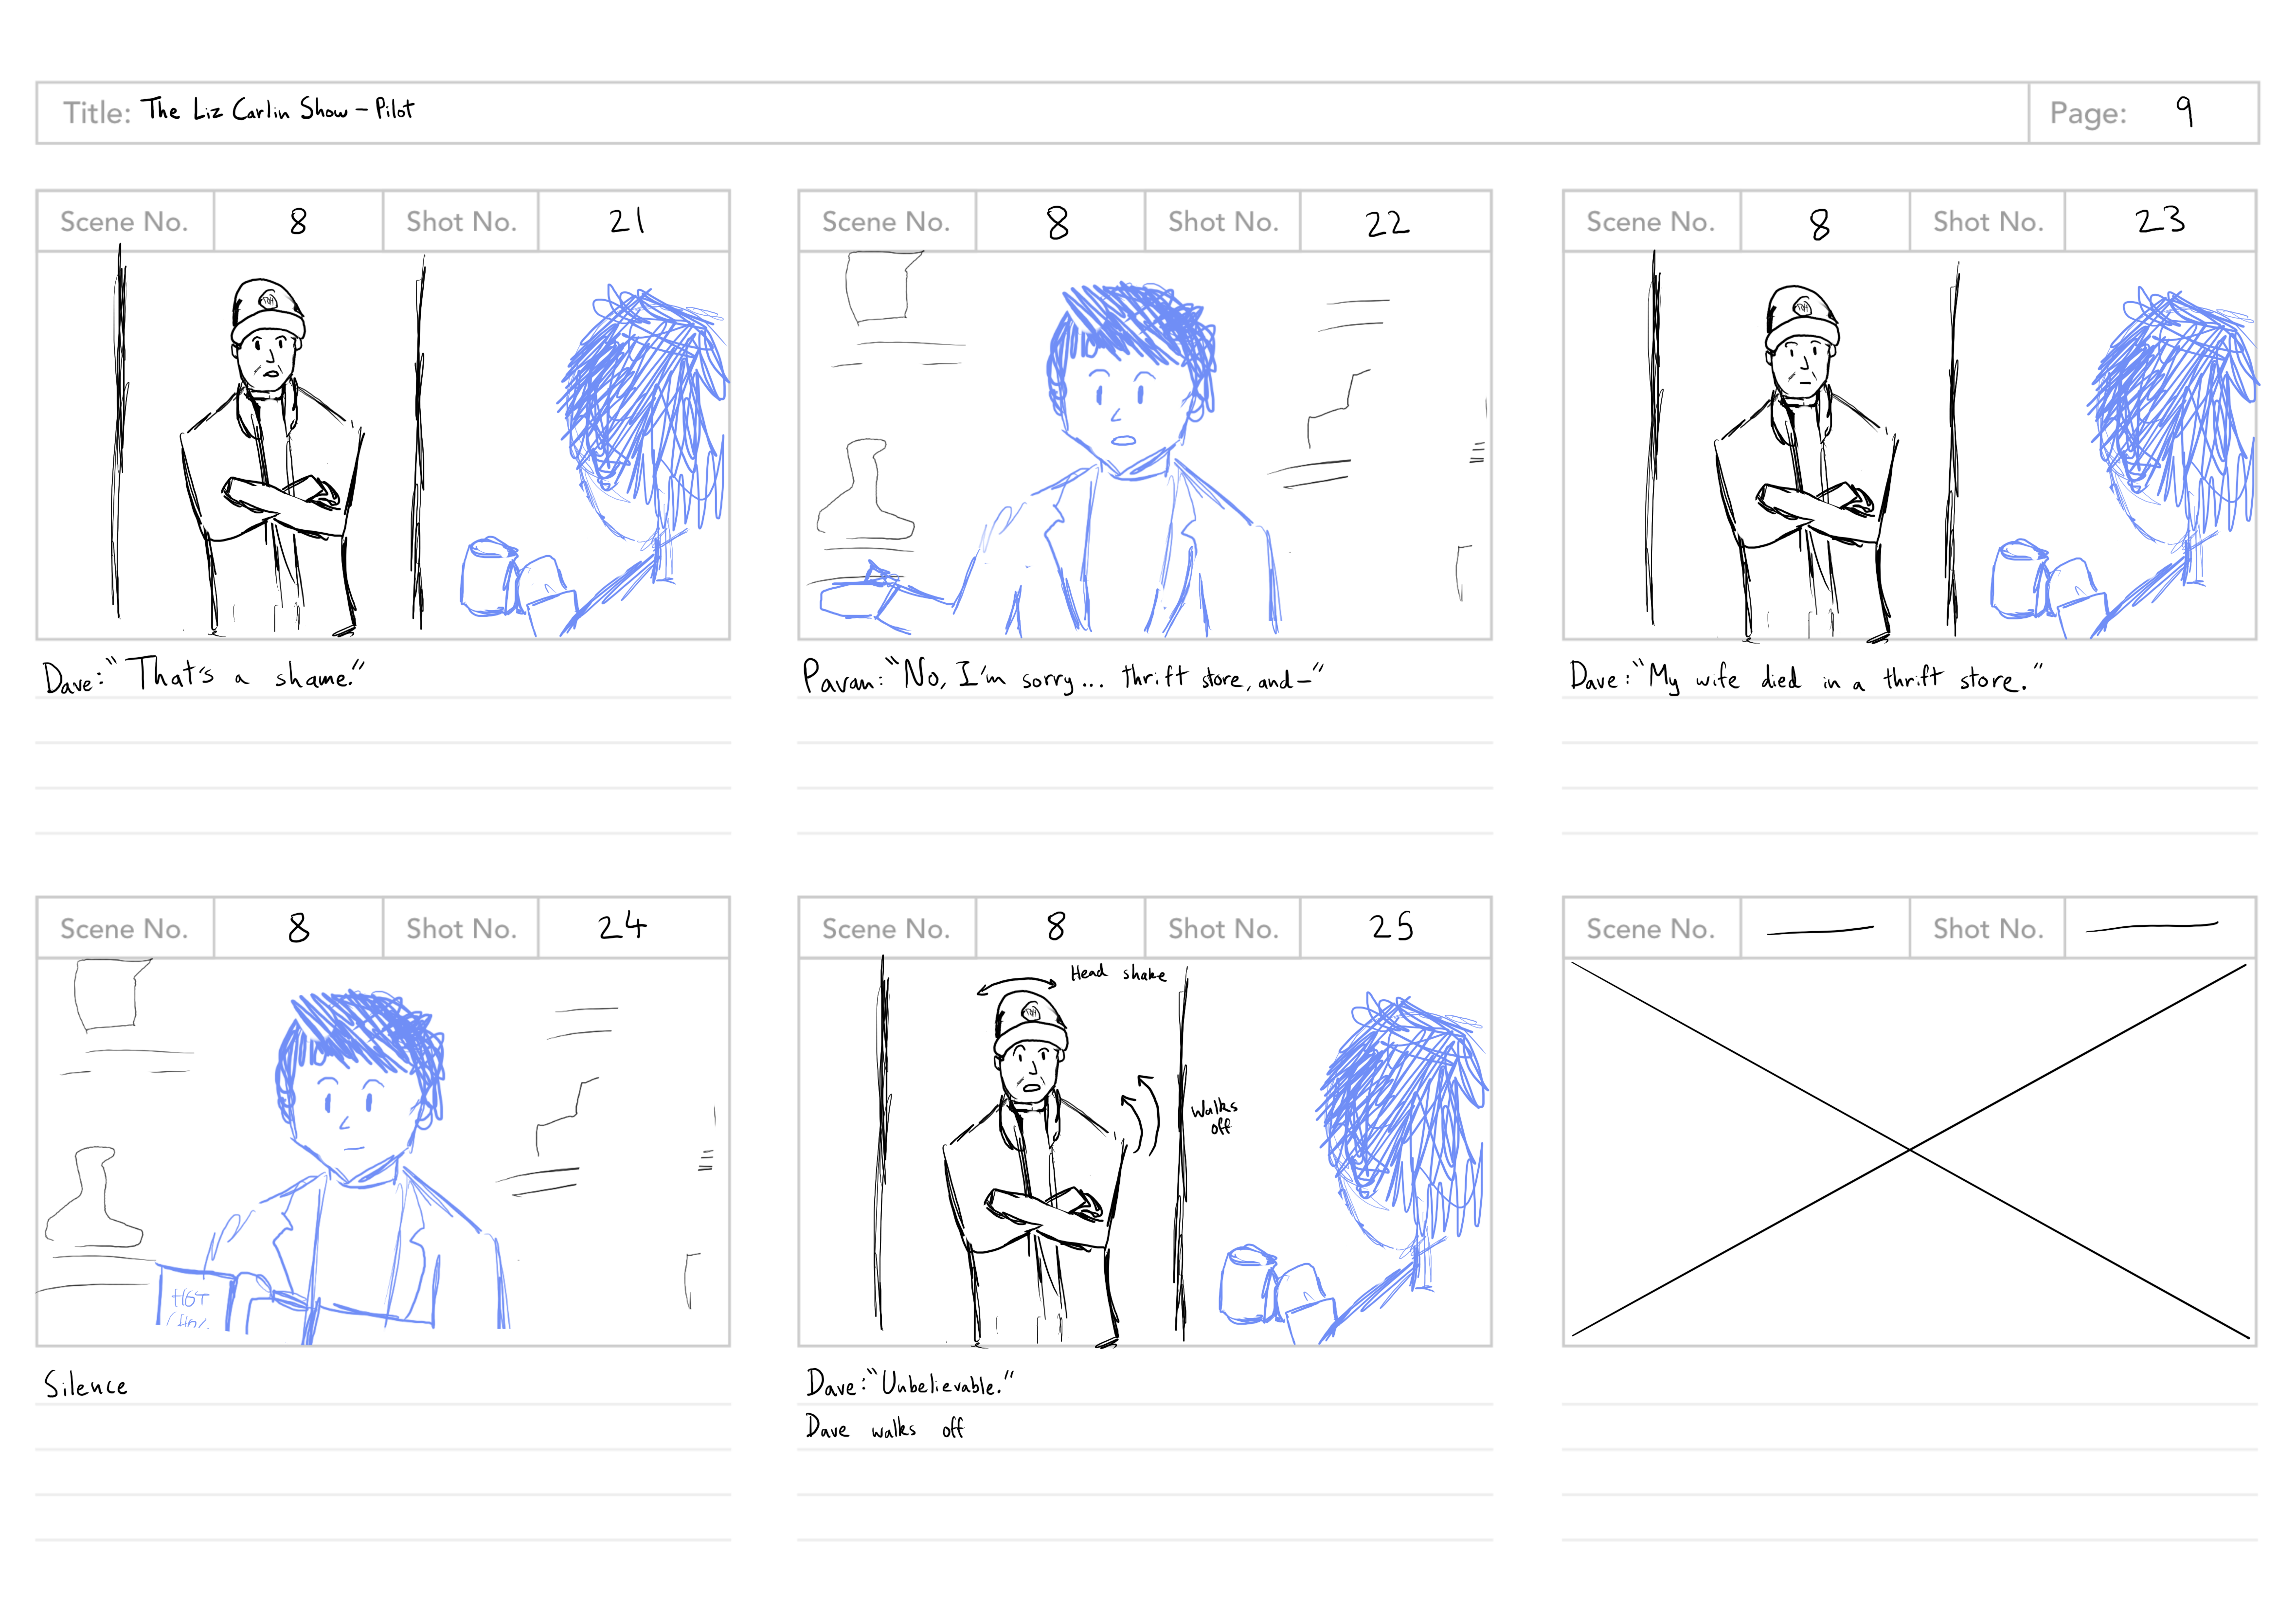 Title: The Liz Carlin Show - Pilot
Page: 9
Scene No. 8 Shot No. 21
Dave: "That's a shame."
Scene No. 8 Shot No. 22
Pavan: "No, I'm sorry... thrift store, and-"
Scene No. 8 Shot No. 23
Dave: "My wife died in a thrift store."
Scene No. 8 Shot No. 24
HOT
Silence
Scene No. 8 Shot No. 25
Head shake
Walks
off
Dave: "Unbelievable."
Dave walks off
Scene No. Shot No.